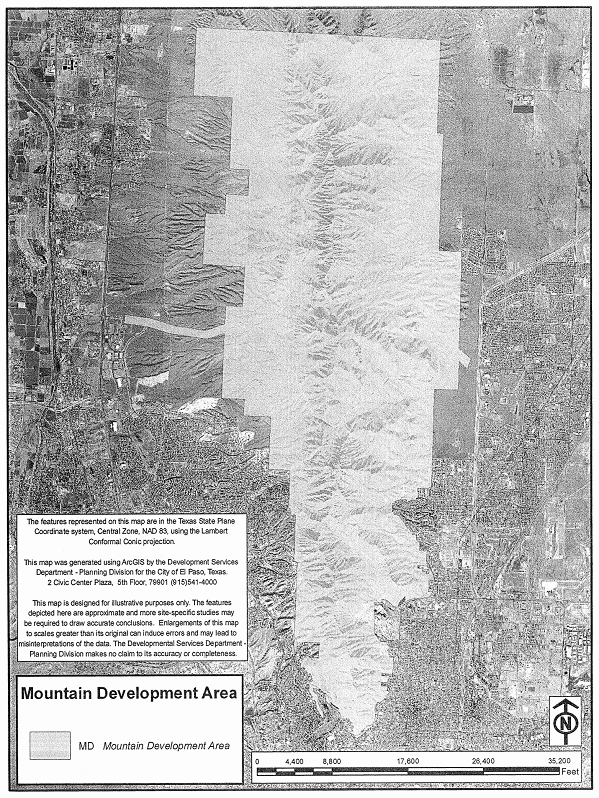 The features represented on this map are in the Texas State Plane
Coordinate system, Central Zone, NAD 83, using the Lambert
Conformal Conic projection.
This map was generated using ArcGIS by the Development Services
Department - Planning Division for the City of El Paso, Texas.
2 Civic Center Plaza, 5th Floor, 79901 (915)541-4000
This map is designed for illustrative purposes only. The features
depicted here are approximate and more site-specific studies may
be required to draw accurate conclusions. Enlargements of this map
to scales greater than its original can induce errors and may lead to
misinterpretations of the data. The Developmental Services Department -
Planning Division makes no claim to its accuracy or completeness.
Mountain Development Area
MD Mountain Development Area
N
0 4,400 8,800 17,600 26,400 35,200
Feet